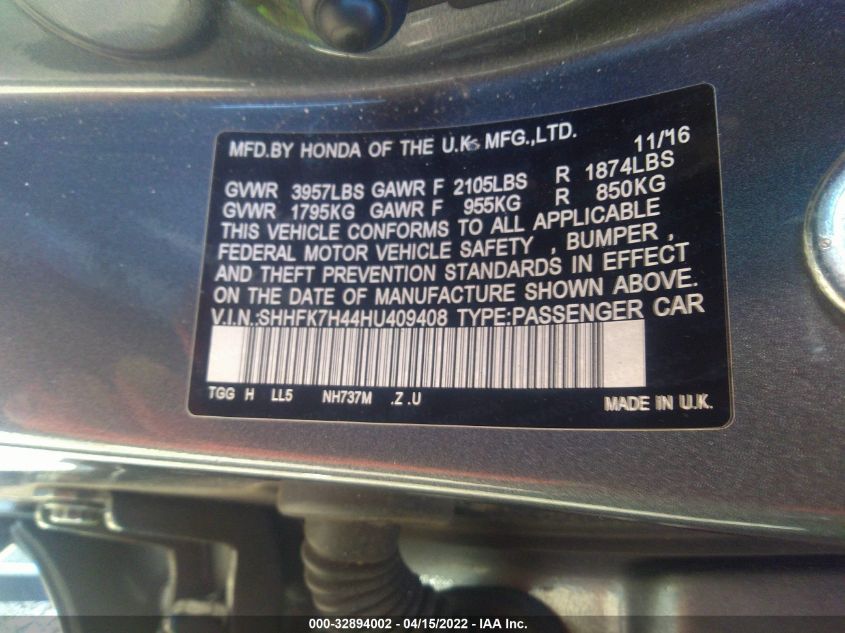 MFD.BY HONDA OF THE U.K. MFG.,LTD. 11/16
GVWR 3957LBS GAWR F 2105LBS R 1874LBS
GVWR 1795KG GAWR F 955KG R 850KG
THIS VEHICLE CONFORMS TO ALL APPLICABLE
FEDERAL MOTOR VEHICLE SAFETY , BUMPER ,
AND THEFT PREVENTION STANDARDS IN EFFECT
ON THE DATE OF MANUFACTURE SHOWN ABOVE.
V.I.N.:SHHFK7H44HU409408 TYPE:PASSENGER CAR
TGG H LL5 NH737M .Z .U
MADE IN U.K.
000-32894002 - 04/15/2022 - IAA Inc.